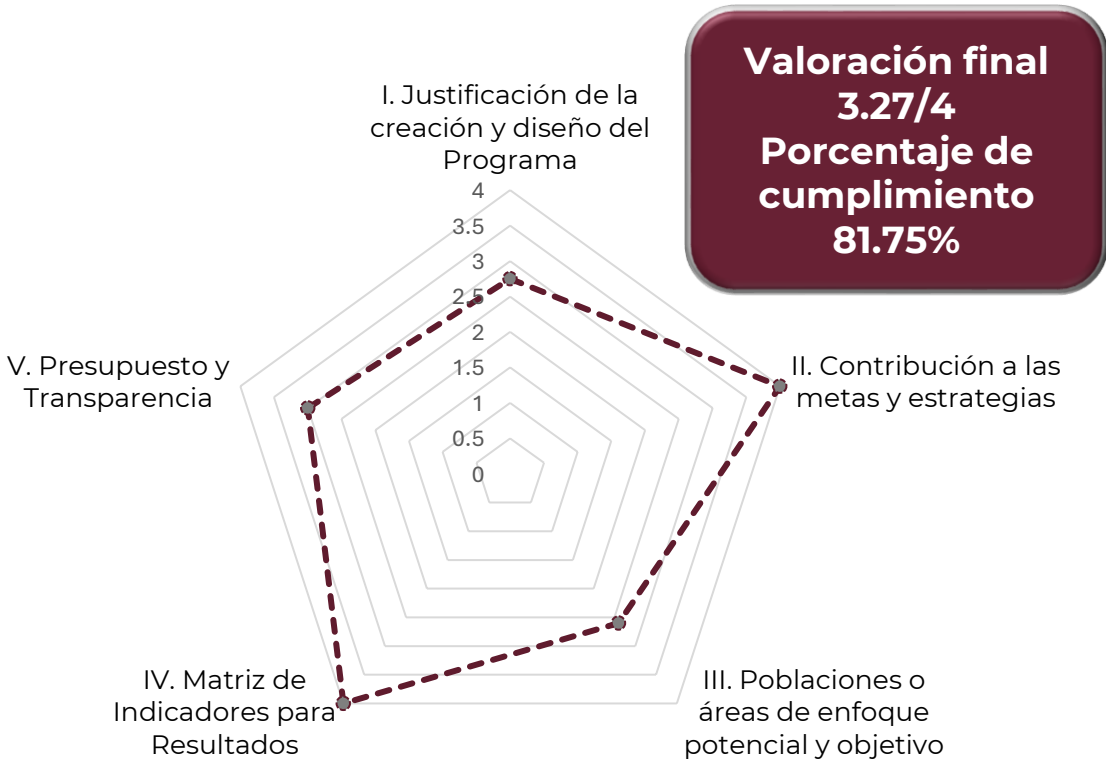 Valoración final
3.27/4
Porcentaje de
cumplimiento
81.75%
I. Justificación de la
creación y diseño del
Programa
4
3.5
3
2.5
2
1.5
1
0.5
0
II. Contribución a las
metas y estrategias
III. Poblaciones o
áreas de enfoque
potencial y objetivo
IV. Matriz de
Indicadores para
Resultados
V. Presupuesto y
Transparencia